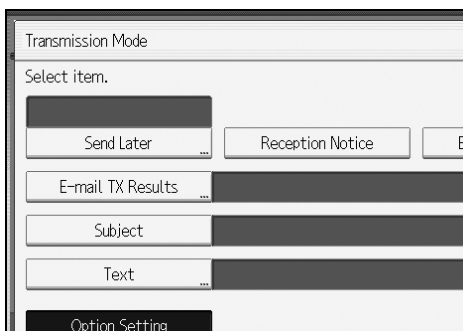 Transmission Mode
Select item.
Send Later
Reception Notice
E-mail TX Results
Subject
Text
Option Setting